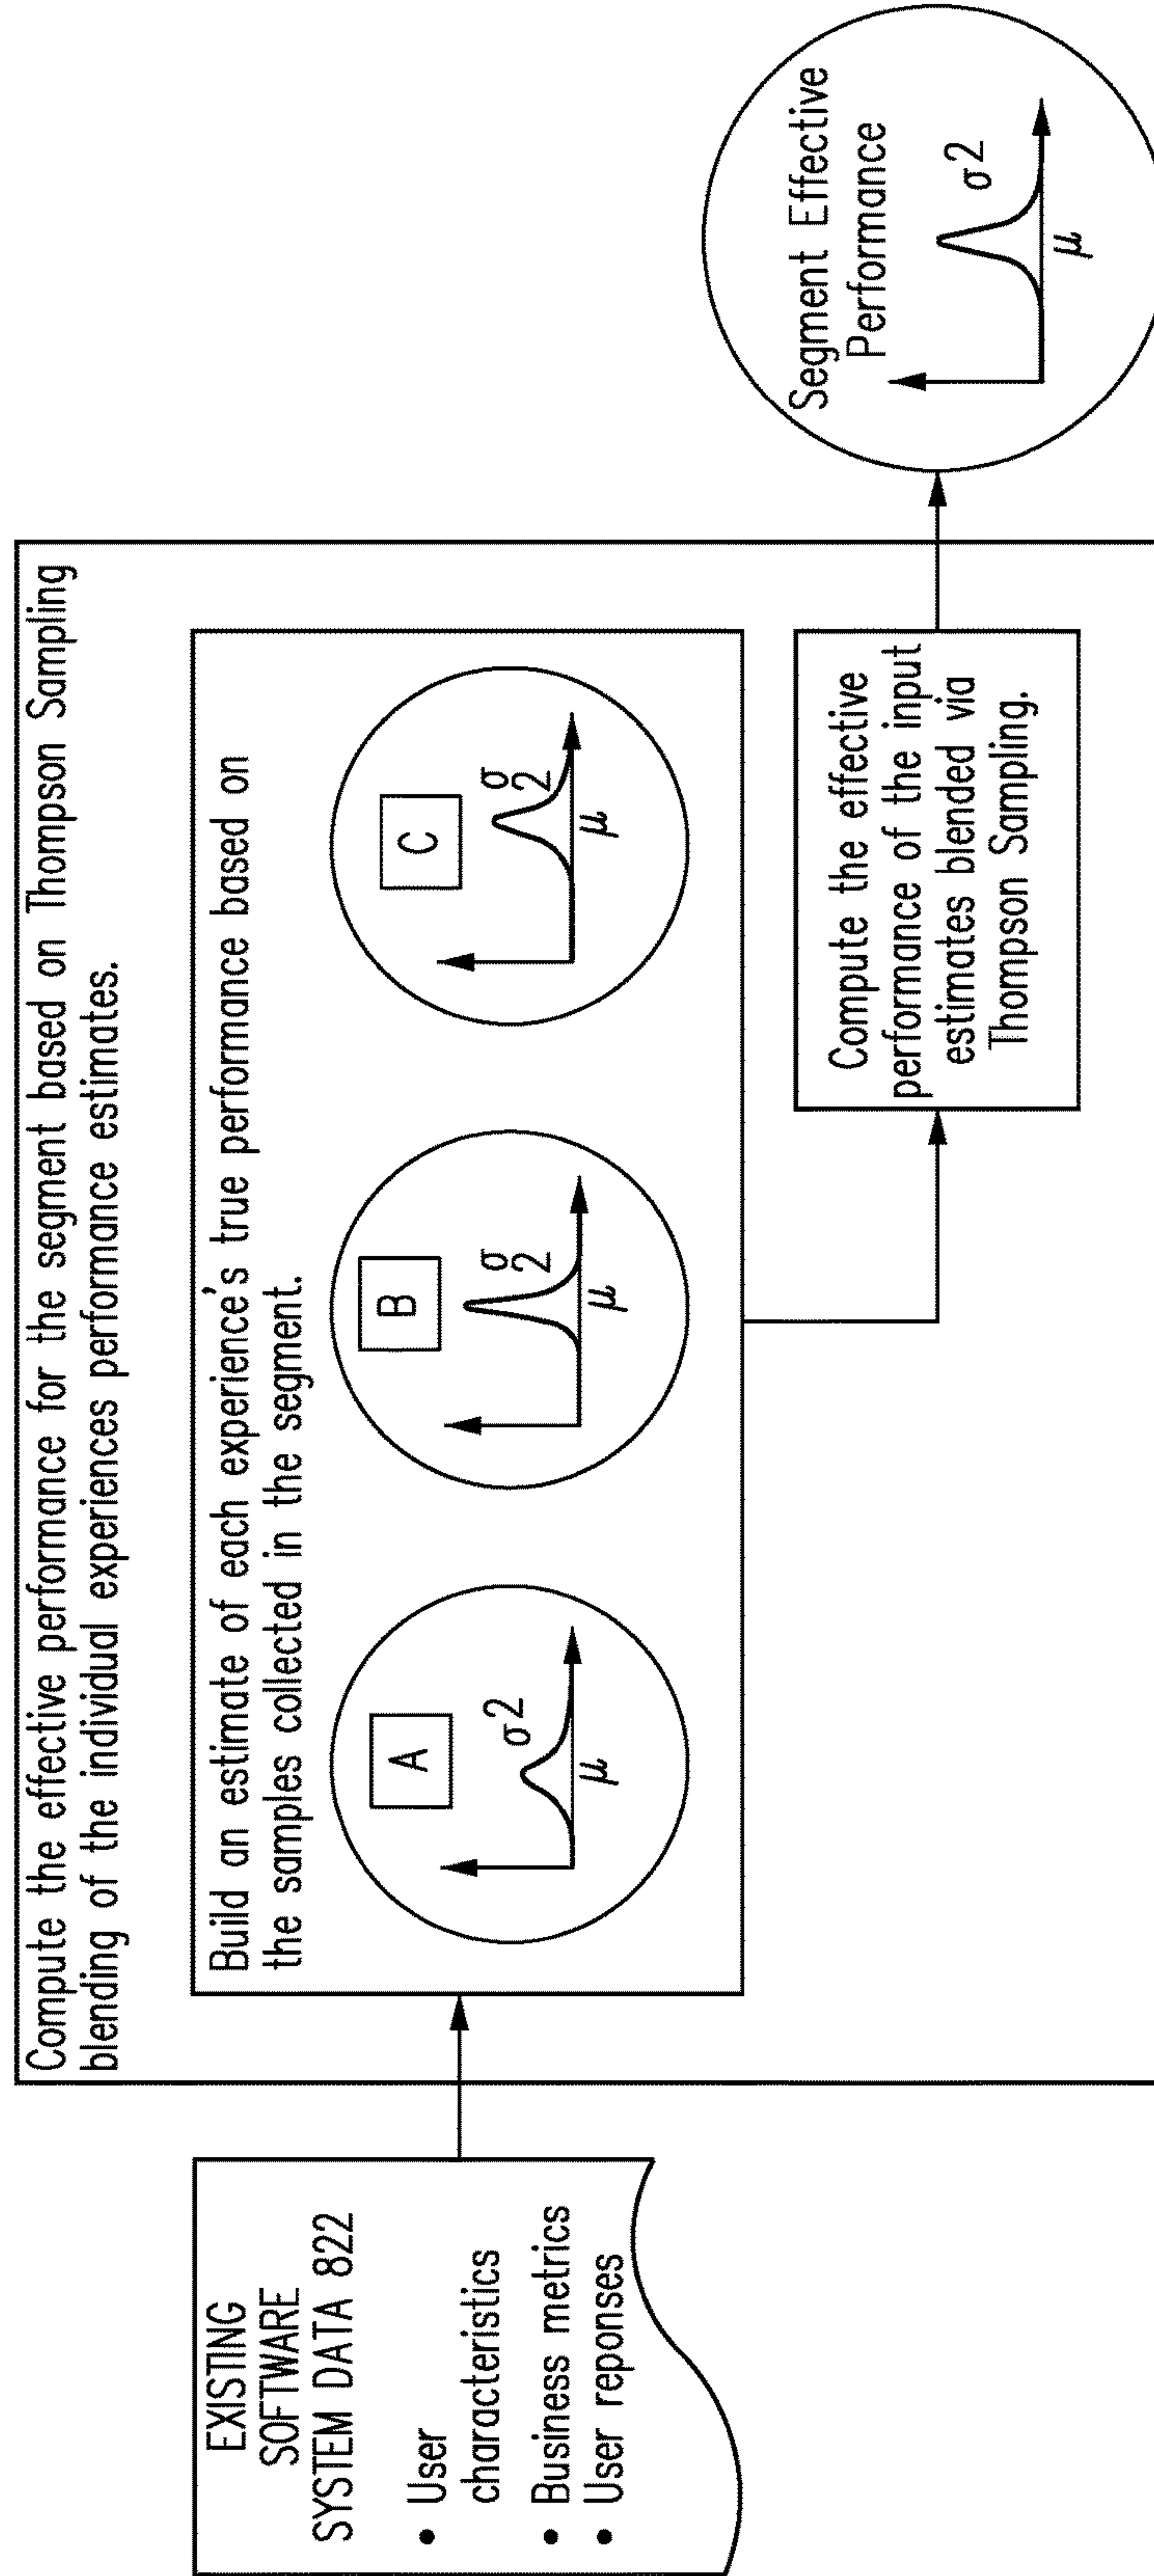 Compute the effective performance for the segment based on Thompson Sampling
blending of the individual experiences performance estimates.
EXISTING
SOFTWARE
SYSTEM DATA 822
• User
characteristics
• Business metrics
• User reponses
Build an estimate of each experience's true performance based on
the samples collected in the segment.
A
σ2
μ
B
σ
2
μ
C
σ
2
μ
Compute the effective
performance of the input
estimates blended via
Thompson Sampling.
Segment Effective
Performance
σ2
μ